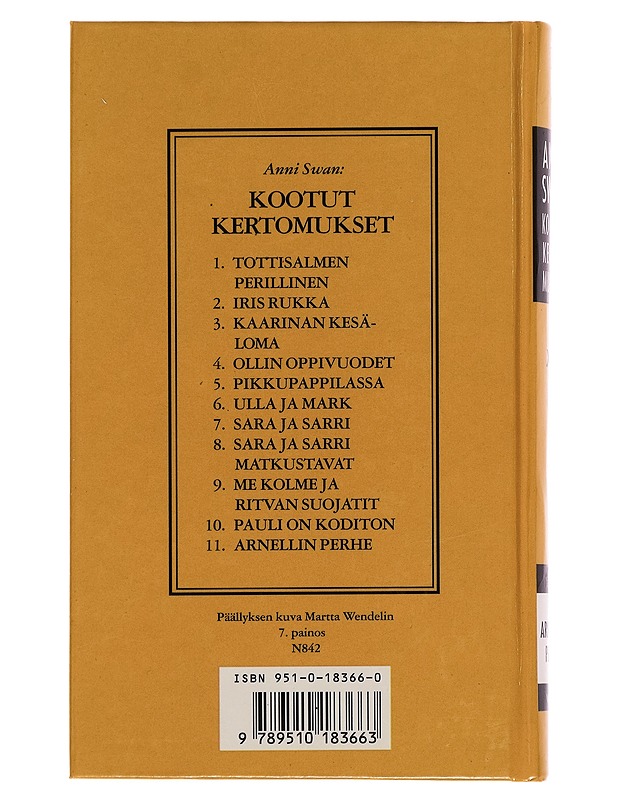 Anni Swan:
KOOTUT
KERTOMUKSET
1. TOTTISALMEN
PERILLINEN
2. IRIS RUKKA
3. KAARINAN KESÄ-
LOMA
4. OLLIN OPPIVUODET
5. PIKKUPAPPILASSA
6. ULLA JA MARK
7. SARA JA SARRI
8. SARA JA SARRI
MATKUSTAVAT
9. ME KOLME JA
RITVAN SUOJATIT
10. PAULI ON KODITON
11. ARNELLIN PERHE
Päällyksen kuva Martta Wendelin
7. painos
N842
ISBN 951-0-18366-0
9 789510 183663